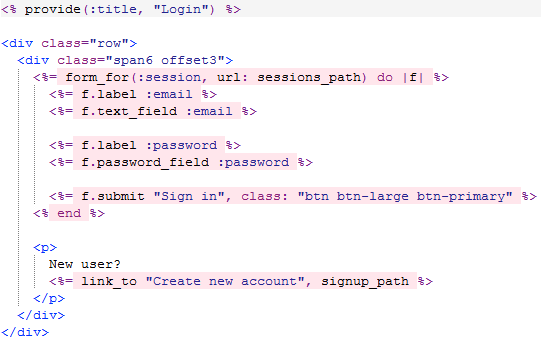 <% provide(:title, "Login") %>
<div class="row">
<div class="span6 offset3">
<%= form_for(:session, url: sessions_path) do |f| %>
<%= f.label :email %>
<%= f.text_field :email %>
<%= f.label :password %>
<%= f.password_field :password %>
<%= f.submit "Sign in", class: "btn btn-large btn-primary" %>
<% end %>
<p>
New user?
<%= link_to "Create new account", signup_path %>
</p>
</div>
</div>